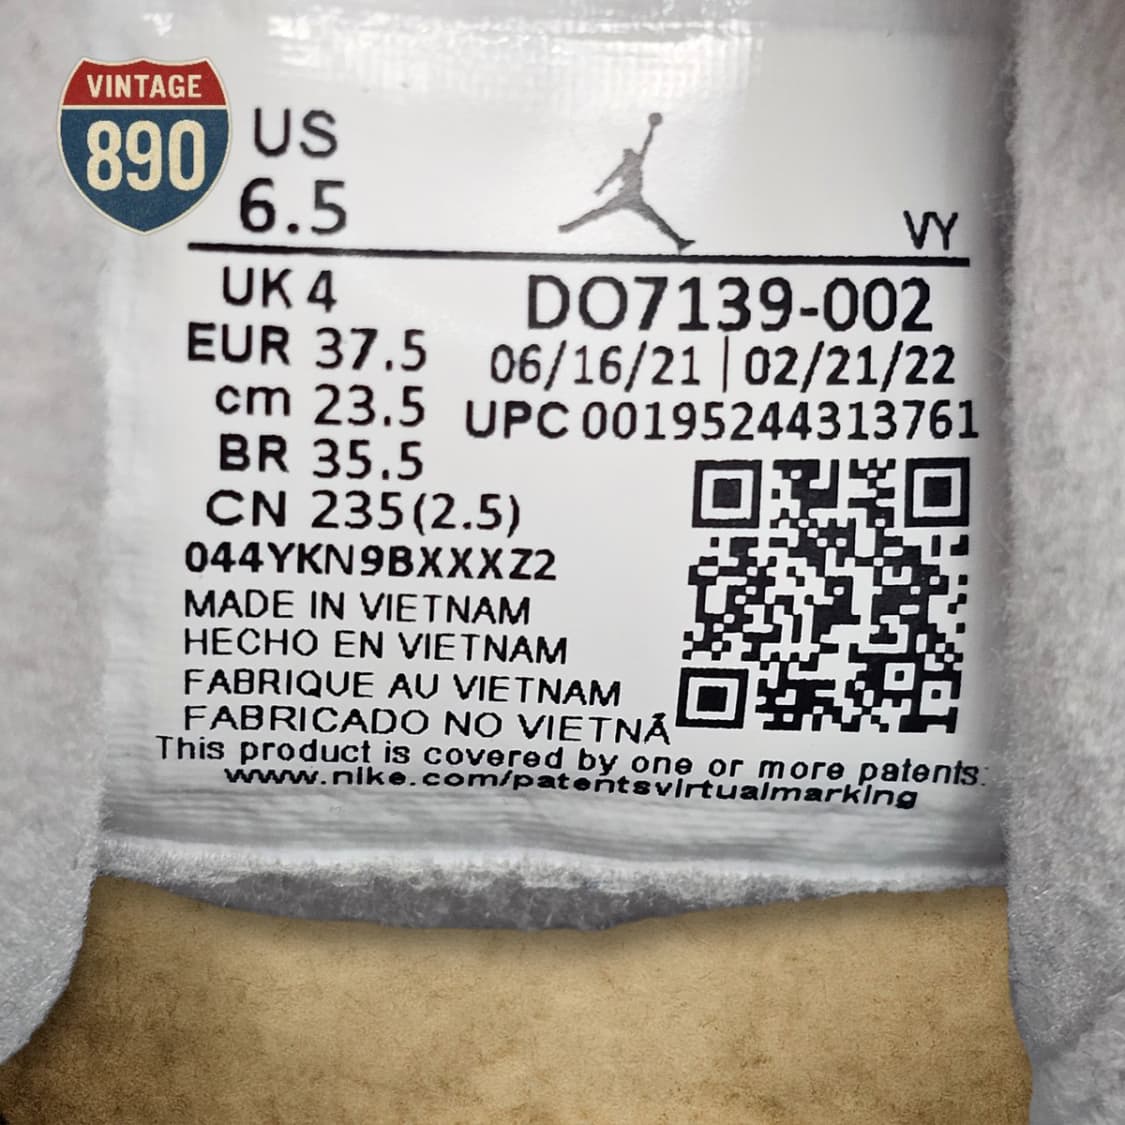 VINTAGE
890
US
6.5
VY
UK 4
DO7139-002
EUR 37.5
06/16/21 | 02/21/22
cm 23.5
UPC 00195244313761
BR 35.5
CN 235(2.5)
044YKN9BXXXZ2
MADE IN VIETNAM
HECHO EN VIETNAM
FABRIQUE AU VIETNAM
FABRICADO NO VIETNÃ
This product is covered by one or more patents:
www.nike.com/patentsvirtualmarking